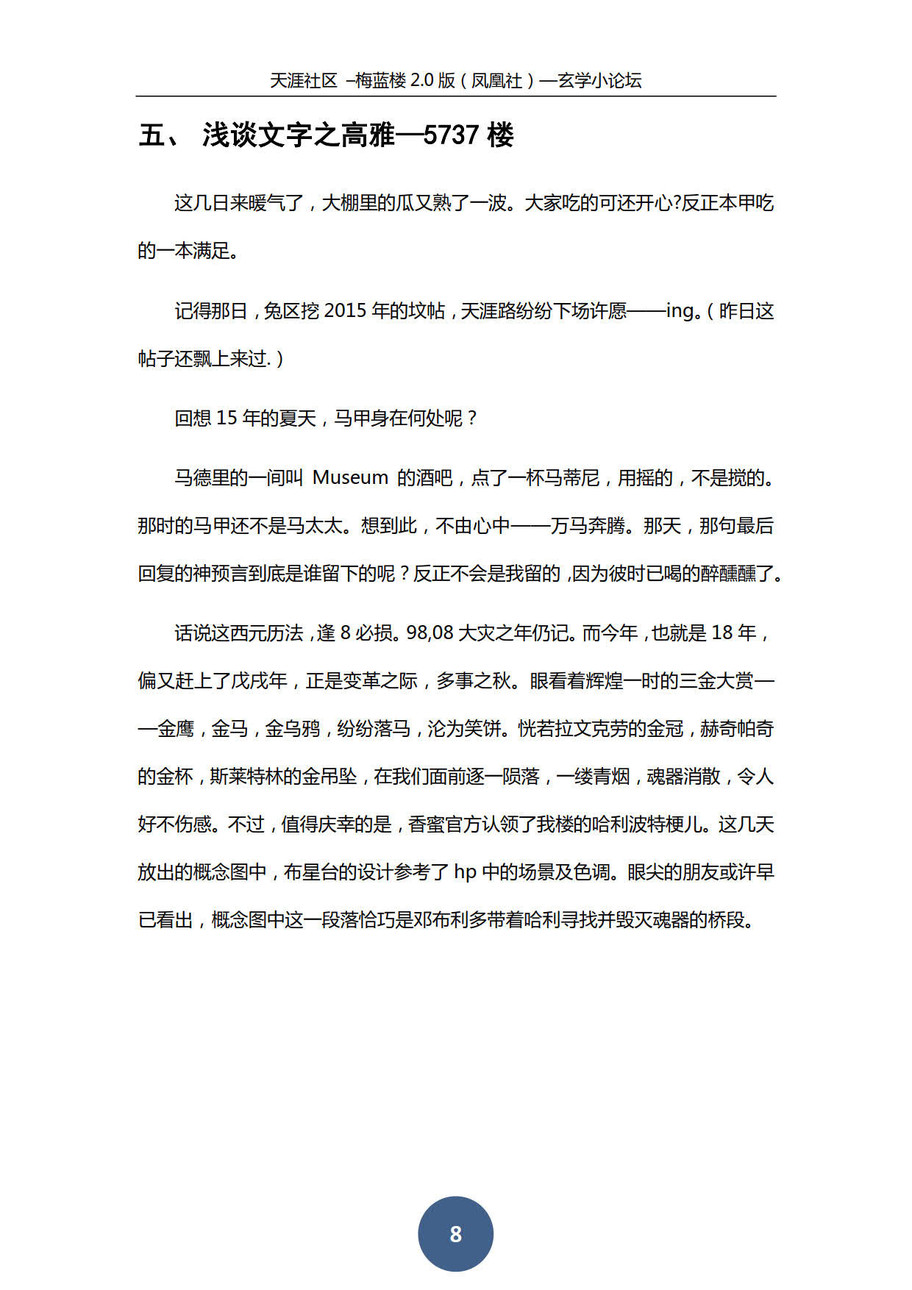 天涯社区 –梅蓝楼 2.0 版（凤凰社）—玄学小论坛
五、 浅谈文字之高雅—5737 楼
这几日来暖气了，大棚里的瓜又熟了一波。大家吃的可还开心?反正本甲吃
的一本满足。
记得那日，兔区挖 2015 年的坟帖，天涯路纷纷下场许愿——ing。（昨日这
帖子还飘上来过.）
回想 15 年的夏天，马甲身在何处呢？
马德里的一间叫 Museum 的酒吧，点了一杯马蒂尼，用摇的，不是搅的。
那时的马甲还不是马太太。想到此，不由心中——万马奔腾。那天，那句最后
回复的神预言到底是谁留下的呢？反正不会是我留的，因为彼时已喝的醉醺醺了。
话说这西元历法，逢 8 必损。98,08 大灾之年仍记。而今年，也就是 18 年，
偏又赶上了戊戌年，正是变革之际，多事之秋。眼看着辉煌一时的三金大赏—
—金鹰，金马，金乌鸦，纷纷落马，沦为笑饼。恍若拉文克劳的金冠，赫奇帕奇
的金杯，斯莱特林的金吊坠，在我们面前逐一陨落，一缕青烟，魂器消散，令人
好不伤感。不过，值得庆幸的是，香蜜官方认领了我楼的哈利波特梗儿。这几天
放出的概念图中，布星台的设计参考了 hp 中的场景及色调。眼尖的朋友或许早
已看出，概念图中这一段落恰巧是邓布利多带着哈利寻找并毁灭魂器的桥段。
8